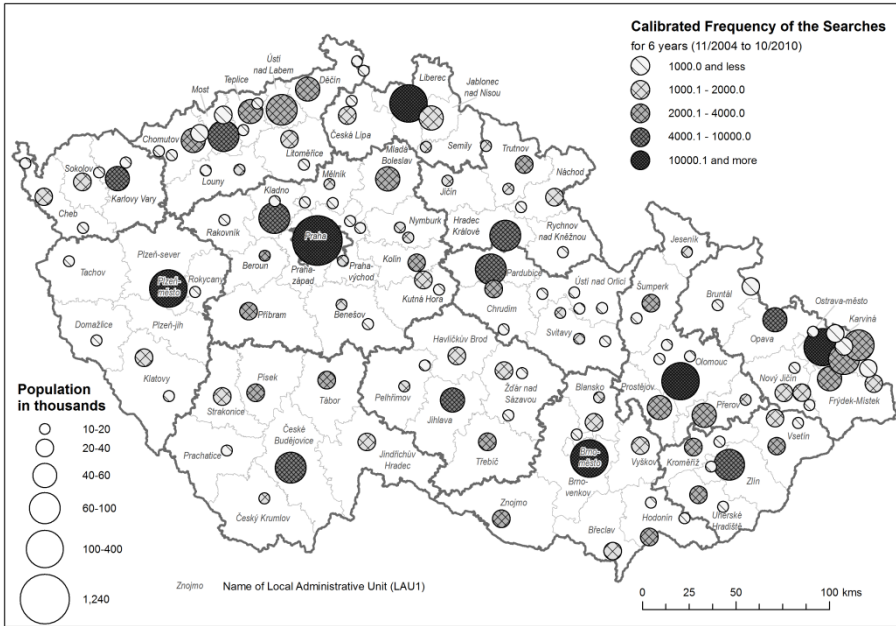 Calibrated Frequency of the Searches
for 6 years (11/2004 to 10/2010)
1000.0 and less
1000.1 - 2000.0
2000.1 - 4000.0
4000.1 - 10000.0
10000.1 and more
Ústí
nad Labem
Teplice
Děčín
Liberec
Jablonec
nad Nisou
Most
Chomutov
Česká Lípa
Semily
Trutnov
Litoměřice
Mladá
Boleslav
Sokolov
Karlovy Vary
Louny
Mělník
Jičín
Náchod
Cheb
Kladno
Rakovník
Praha
Nymburk
Hradec
Králové
Rychnov
nad Kněžnou
Jeseník
Tachov
Plzeň-sever
Rokycany
Beroun
Praha-
západ
Praha-
východ
Kolín
Pardubice
Ústí nad Orlicí
Šumperk
Bruntál
Ostrava-město
Karviná
Plzeň-
město
Kutná Hora
Chrudim
Opava
Domažlice
Plzeň-jih
Příbram
Benešov
Svitavy
Havlíčkův Brod
Olomouc
Nový Jičín
Frýdek-Místek
Klatovy
Písek
Tábor
Pelhřimov
Žďár nad
Sázavou
Blansko
Prostějov
Přerov
Strakonice
Jihlava
Vsetín
České
Budějovice
Prachatice
Jindřichův
Hradec
Třebíč
Brno-
město
Brno-
venkov
Vyškov
Kroměříž
Zlín
Český Krumlov
Znojmo
Hodonín
Uherské
Hradiště
Břeclav
Population
in thousands
10-20
20-40
40-60
60-100
100-400
1,240
Znojmo Name of Local Administrative Unit (LAU1)
0 25 50 100 kms